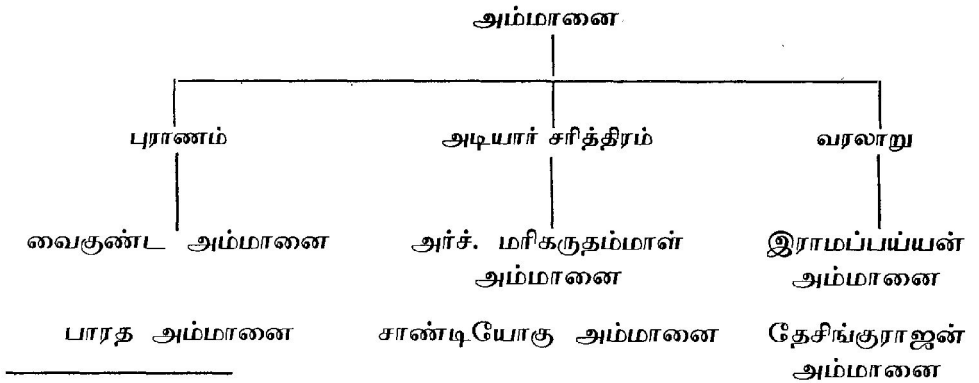 அம்மானை
புராணம் அடியார் சரித்திரம் வரலாறு
வைகுண்ட அம்மானை அர்ச். மரிகருதம்மாள் இராமப்பய்யன்
அம்மானை அம்மானை
பாரத அம்மானை சாண்டியோகு அம்மானை தேசிங்குராஜன்
அம்மானை